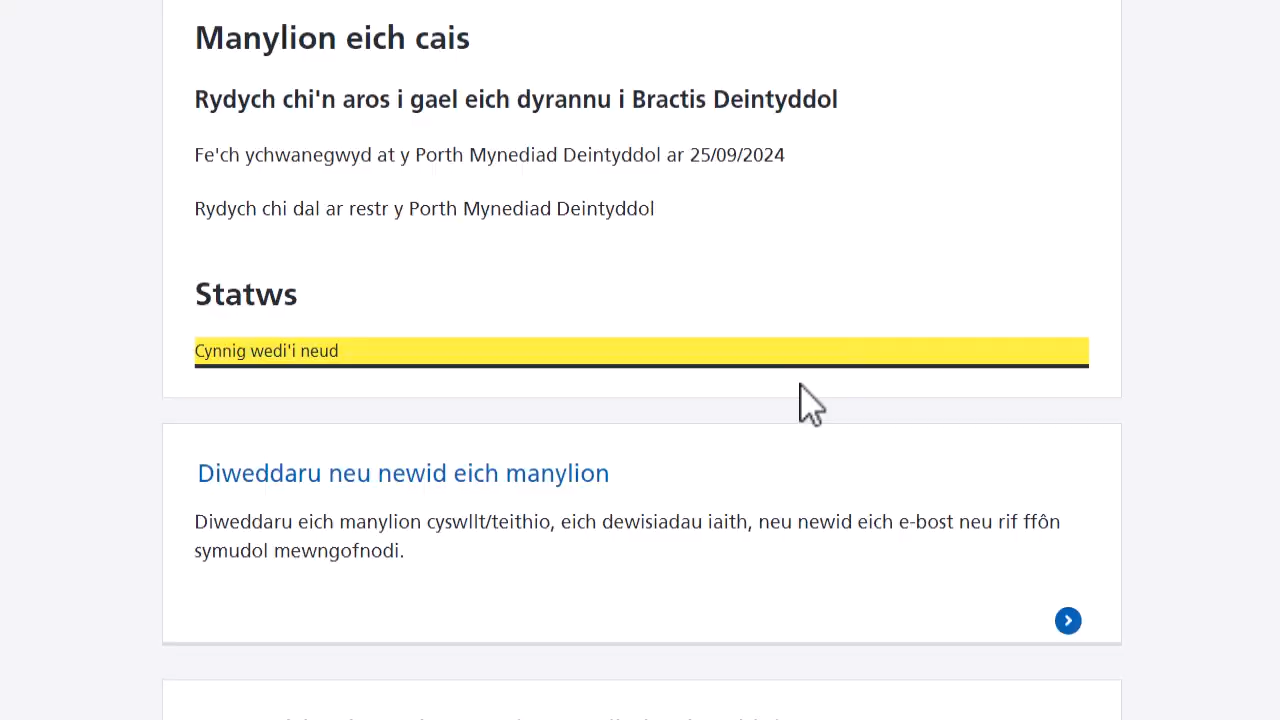 Manylion eich cais
Rydych chi'n aros i gael eich dyrannu i Bractis Deintyddol
Fe'ch ychwanegwyd at y Porth Mynediad Deintyddol ar 25/09/2024
Rydych chi dal ar restr y Porth Mynediad Deintyddol
Statws
Cynnig wedi'i neud
Diweddaru neu newid eich manylion
Diweddaru eich manylion cyswllt/teithio, eich dewisiadau iaith, neu newid eich e-bost neu rif ffôn
symudol mewngofnodi.